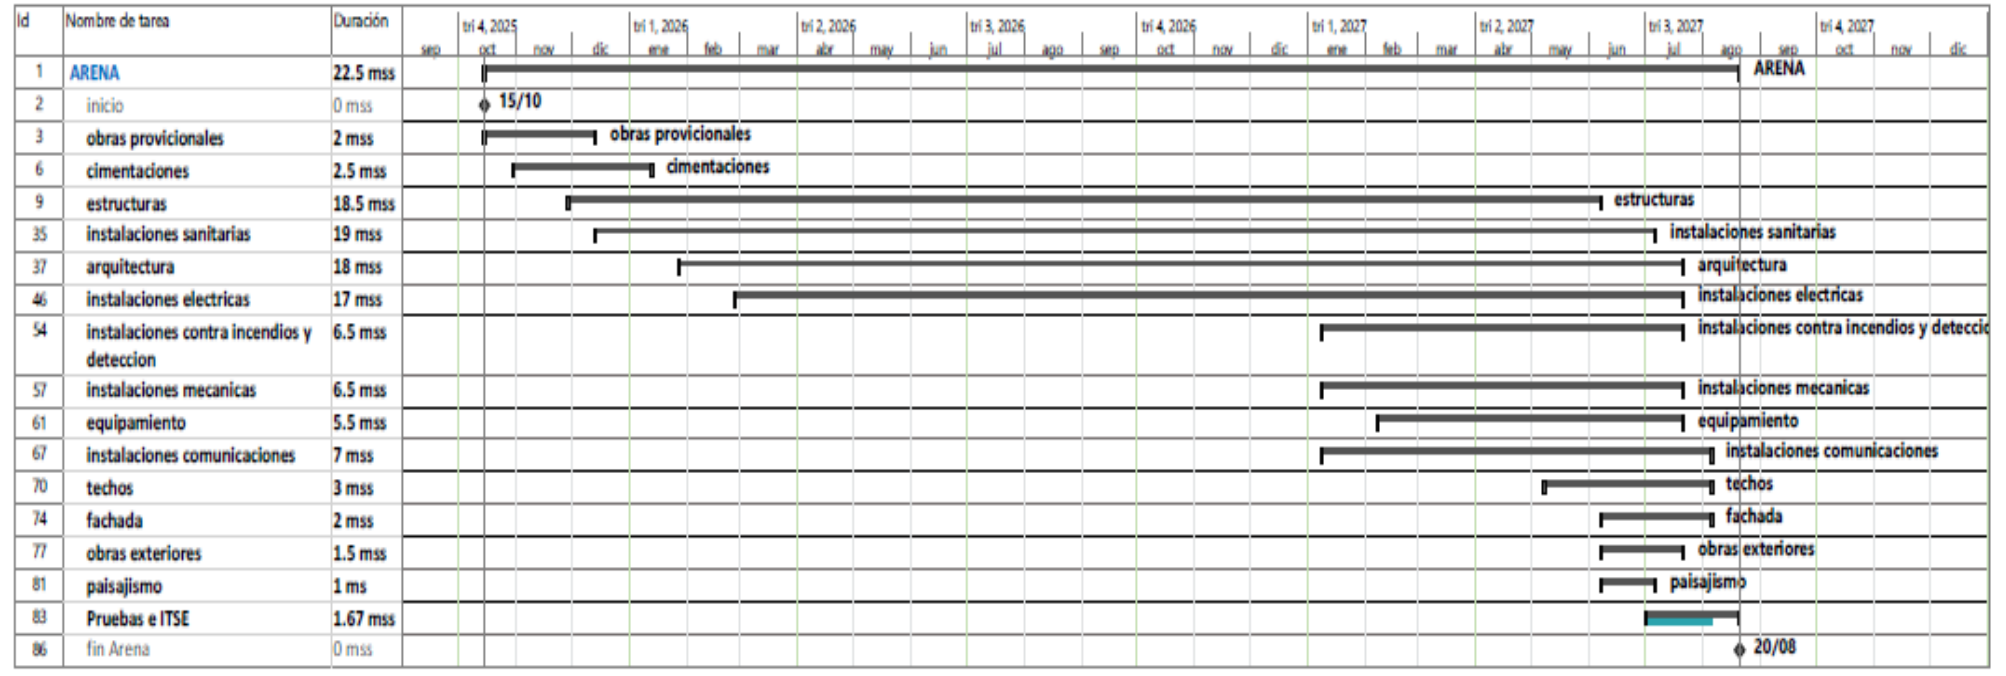 Id Nombre de tarea Duración tri 4, 2025 tri 1, 2026 tri 2, 2026 tri 3, 2026 tri 4, 2026 tri 1, 2027 tri 2, 2027 tri 3, 2027 tri 4, 2027
sep oct nov dic ene feb mar abr may jun jul ago sep oct nov dic ene feb mar abr may jun jul ago sep oct nov dic
1 ARENA 22.5 mss ARENA
2 inicio 0 mss 15/10
3 obras provicionales 2 mss obras provicionales
6 cimentaciones 2.5 mss cimentaciones
9 estructuras 18.5 mss estructuras
35 instalaciones sanitarias 19 mss instalaciones sanitarias
37 arquitectura 18 mss arquitectura
46 instalaciones electricas 17 mss instalaciones electricas
54 instalaciones contra incendios y 6.5 mss instalaciones contra incendios y deteccio
deteccion
57 instalaciones mecanicas 6.5 mss instalaciones mecanicas
61 equipamiento 5.5 mss equipamiento
67 instalaciones comunicaciones 7 mss instalaciones comunicaciones
70 techos 3 mss techos
74 fachada 2 mss fachada
77 obras exteriores 1.5 mss obras exteriores
81 paisajismo 1 ms paisajismo
83 Pruebas e ITSE 1.67 mss
86 fin Arena 0 mss 20/08